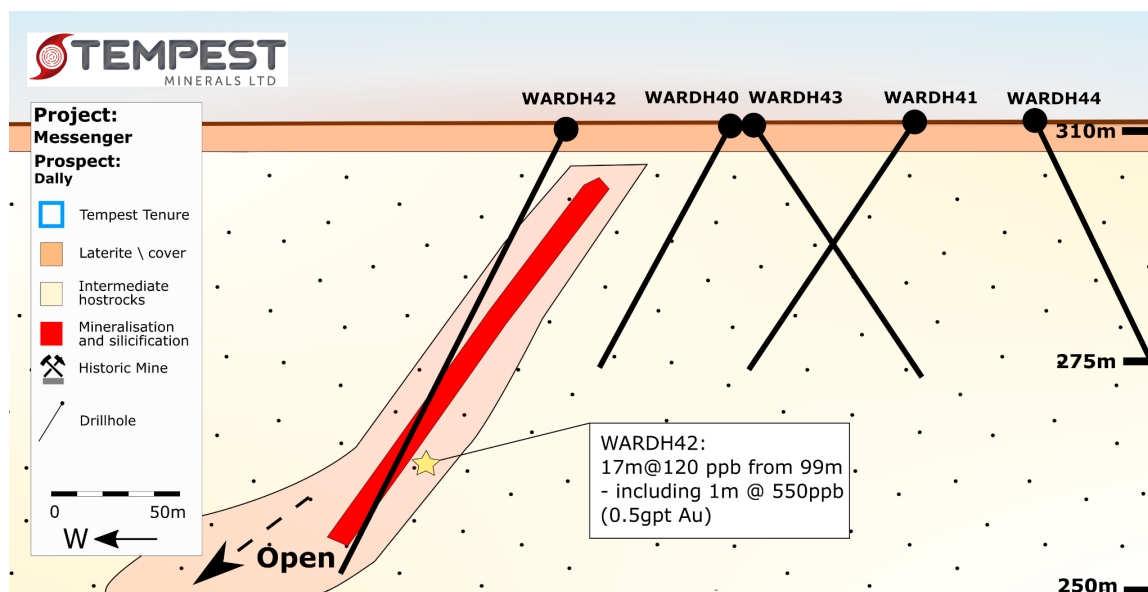 TEMPEST
MINERALS LTD
Project:
Messenger
Prospect:
Dally
Tempest Tenure
Laterite \ cover
Intermediate
hostrocks
Mineralisation
and silicification
Historic Mine
Drillhole
0 50m
W
WARDH42 WARDH40 WARDH43 WARDH41 WARDH44
310m
275m
250m
WARDH42:
17m@120 ppb from 99m
- including 1m @ 550ppb
(0.5gpt Au)
Open